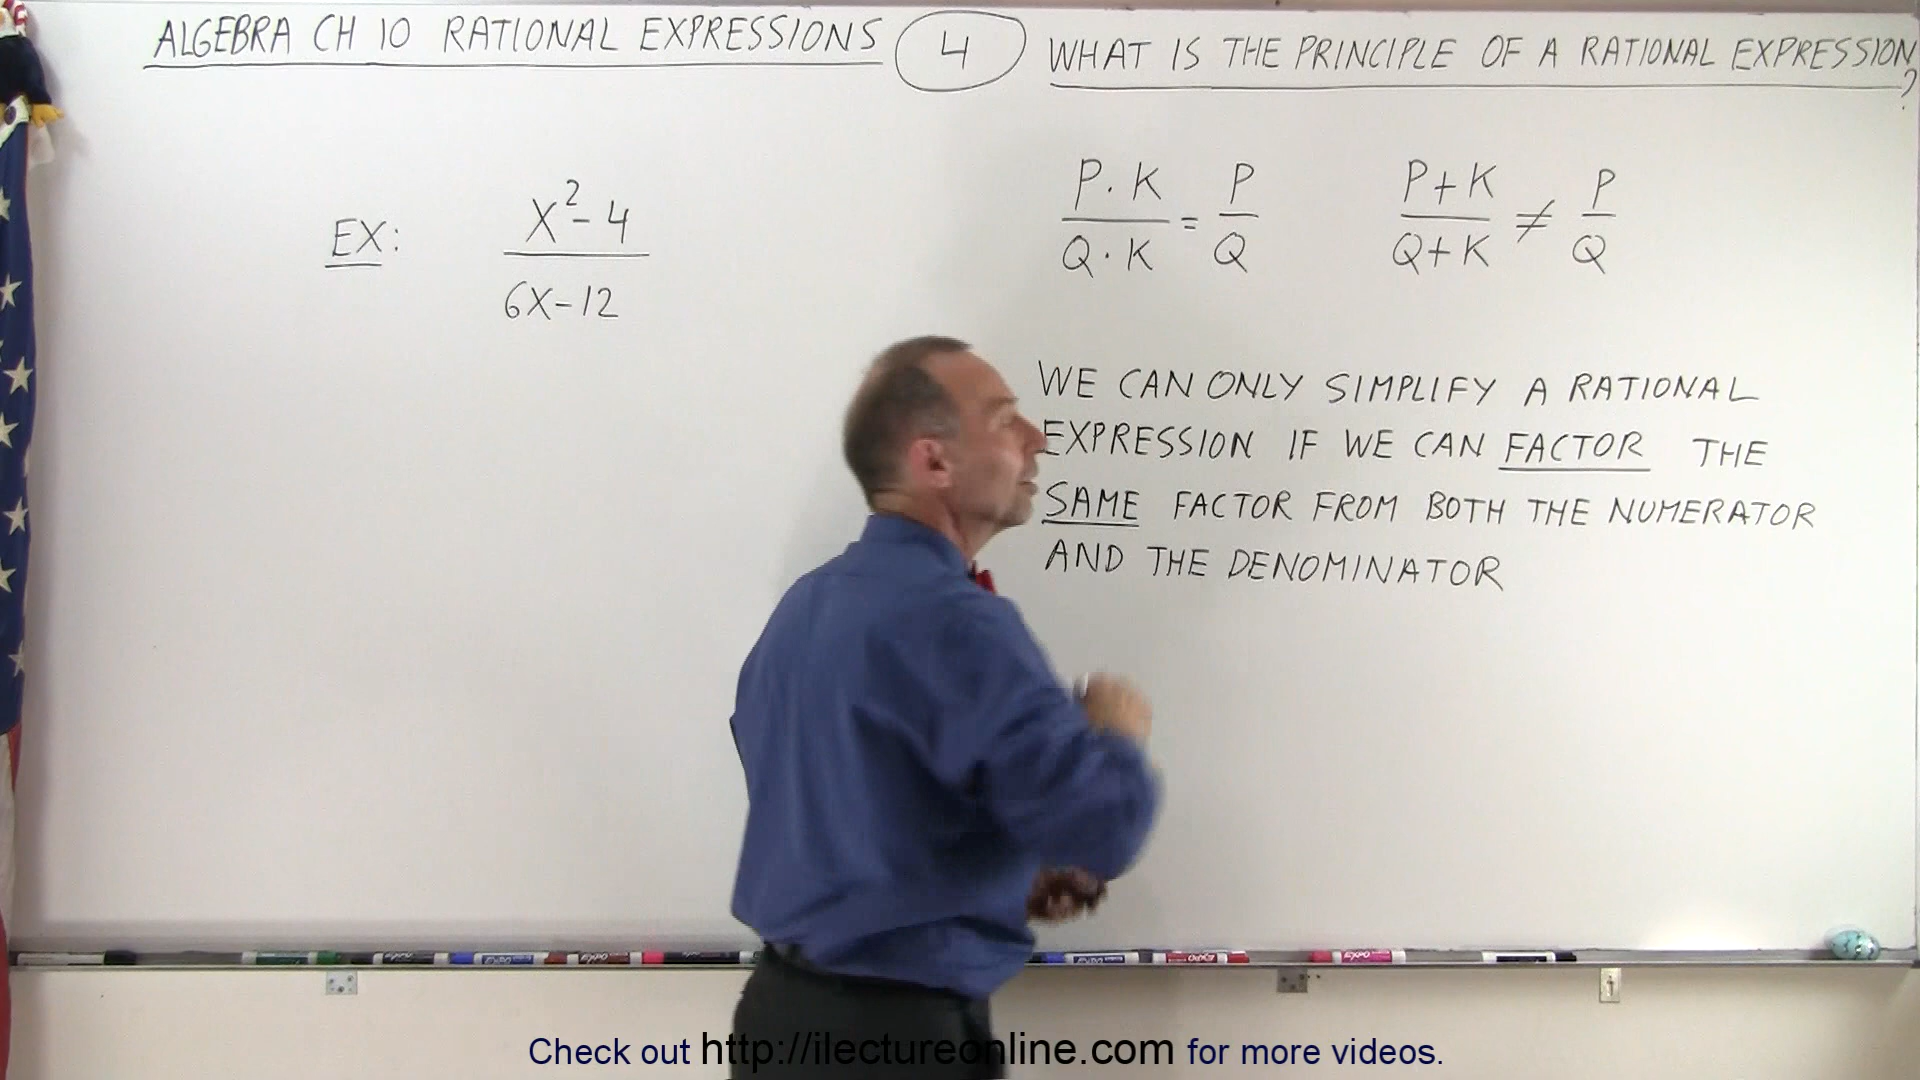 ALGEBRA CH 10 RATIONAL EXPRESSIONS
4
WHAT IS THE PRINCIPLE OF A RATIONAL EXPRESSION
?
EX:
X² - 4
6X - 12
P · K
Q · K
=
P
Q
P + K
Q + K
≠
P
Q
WE CAN ONLY SIMPLIFY A RATIONAL
EXPRESSION IF WE CAN FACTOR THE
SAME FACTOR FROM BOTH THE NUMERATOR
AND THE DENOMINATOR
Check out http://ilectureonline.com for more videos.